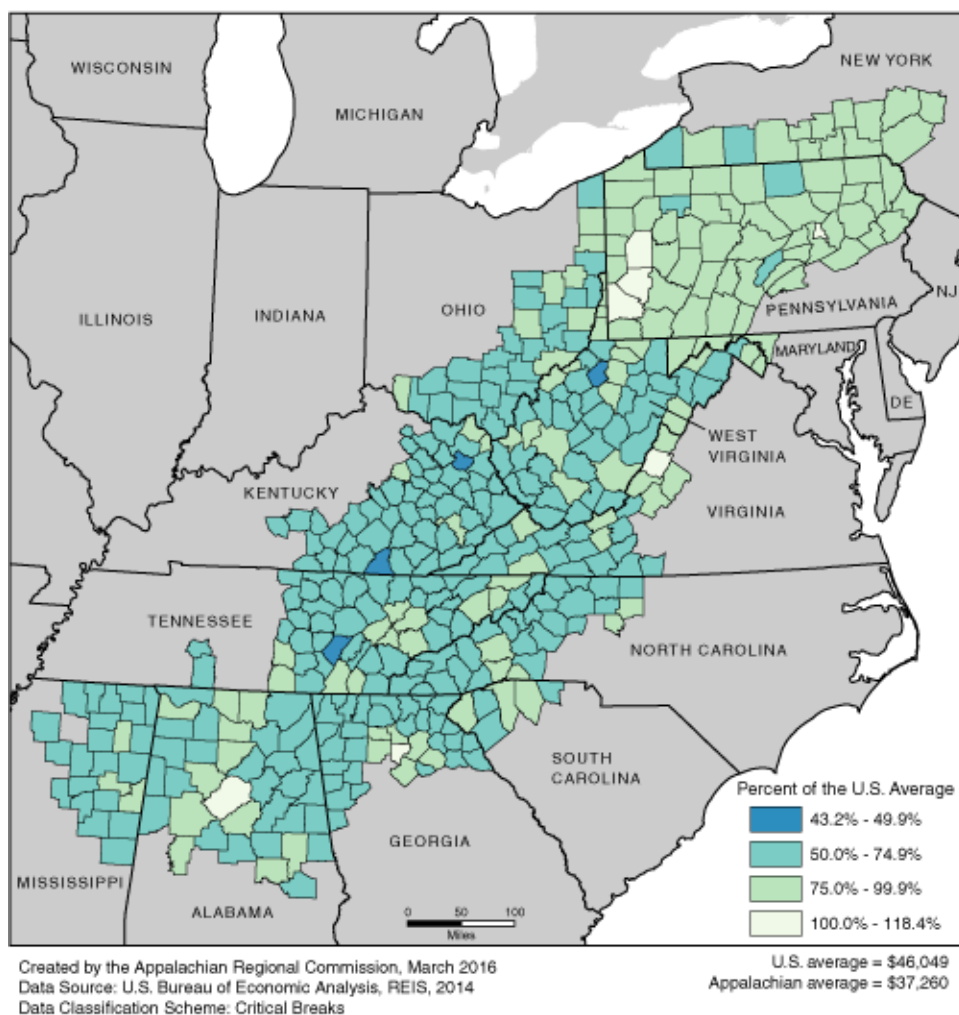 WISCONSIN
MICHIGAN
NEW YORK
ILLINOIS
INDIANA
OHIO
PENNSYLVANIA
NJ
MARYLAND
DE
WEST
VIRGINIA
KENTUCKY
VIRGINIA
TENNESSEE
NORTH CAROLINA
SOUTH
CAROLINA
GEORGIA
MISSISSIPPI
ALABAMA
0 50 100
Miles
Percent of the U.S. Average
43.2% - 49.9%
50.0% - 74.9%
75.0% - 99.9%
100.0% - 118.4%
Created by the Appalachian Regional Commission, March 2016
Data Source: U.S. Bureau of Economic Analysis, REIS, 2014
Data Classification Scheme: Critical Breaks
U.S. average = $46,049
Appalachian average = $37,260